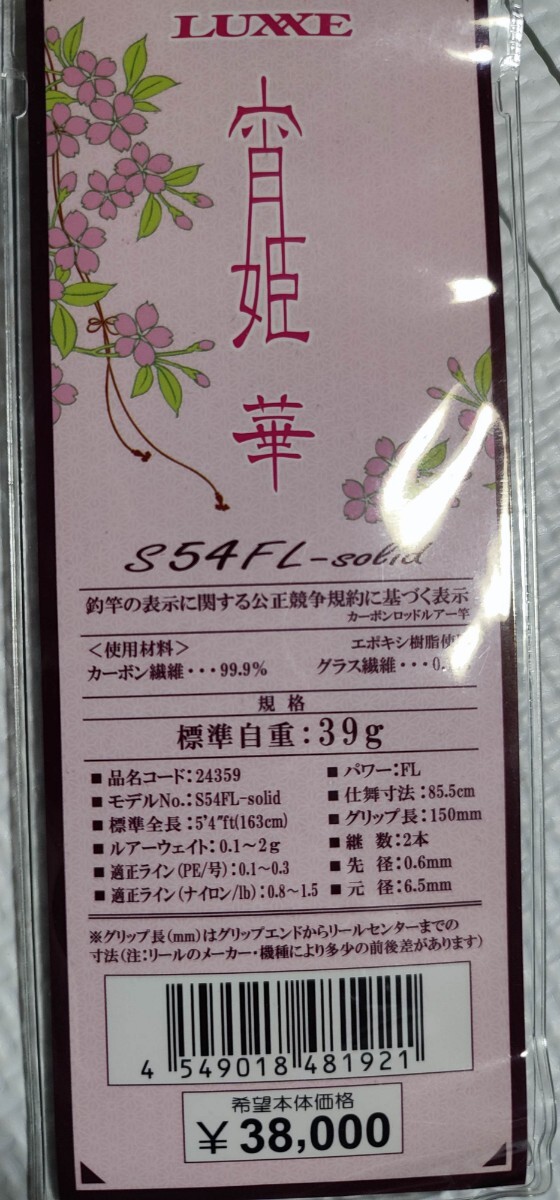 LUXXE
宵姫
華
S54FL-solid
釣竿の表示に関する公正競争規約に基づく表示
カーボンロッドルアー竿
＜使用材料＞
エポキシ樹脂使
カーボン繊維・・・99.9%
グラス繊維・・・0.
規格
標準自重：39g
■ 品名コード：24359
■ モデルNo.：S54FL-solid
■ 標準全長：5'4"ft(163cm)
■ ルアーウェイト：0.1～2g
■ 適正ライン(PE/号)：0.1～0.3
■ 適正ライン(ナイロン/lb)：0.8～1.5
■ パワー：FL
■ 仕舞寸法：85.5cm
■ グリップ長：150mm
■ 継 数：2本
■ 先 径：0.6mm
■ 元 径：6.5mm
※グリップ長(mm)はグリップエンドからリールセンターまでの
寸法(注：リールのメーカー・機種により多少の前後差があります)
4 549018 481921
希望本体価格
¥ 38,000